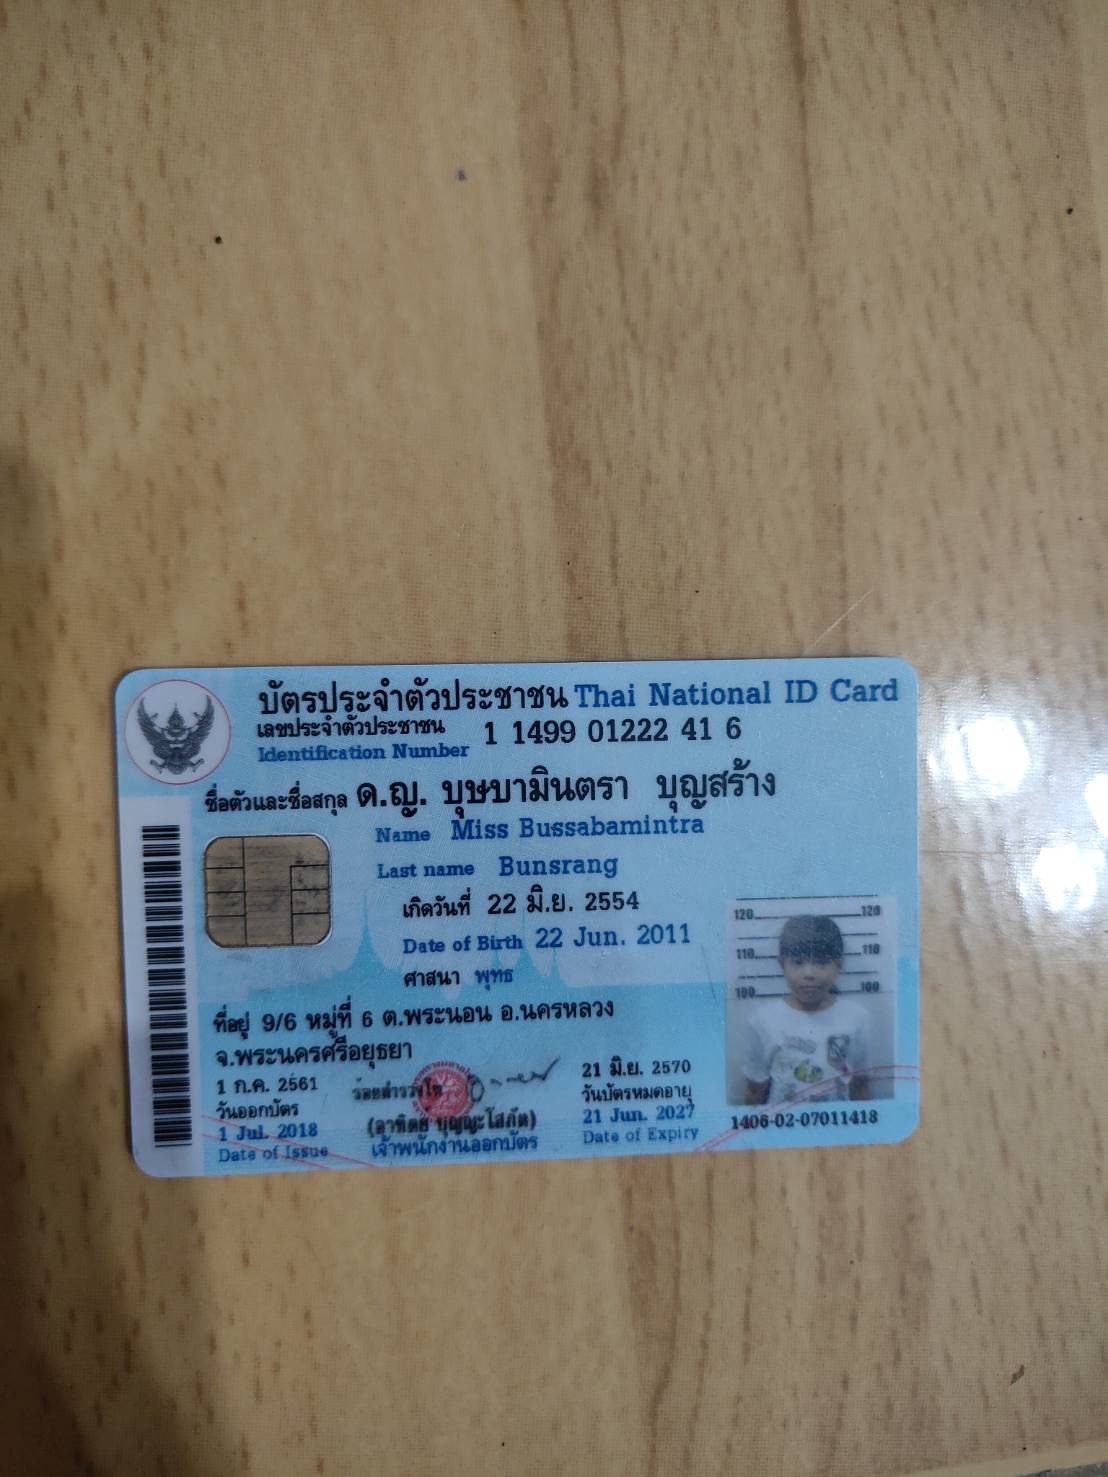 บัตรประจำตัวประชาชน Thai National ID Card
เลขประจำตัวประชาชน 1 1499 01222 41 6
Identification Number
ชื่อตัวและชื่อสกุล ด.ญ. บุษบามินตรา บุญสร้าง
Name Miss Bussabamintra
Last name Bunsrang
เกิดวันที่ 22 มิ.ย. 2554
Date of Birth 22 Jun. 2011
ศาสนา พุทธ
ที่อยู่ 9/6 หมู่ที่ 6 ต.พระนอน อ.นครหลวง
จ.พระนครศรีอยุธยา
1 ก.ค. 2561
วันออกบัตร
1 Jul. 2018
Date of Issue
เจ้าพนักงานออกบัตร
21 มิ.ย. 2570
วันบัตรหมดอายุ
21 Jun. 2027
Date of Expiry
120 120
110 110
100 100
1406-02-07011418